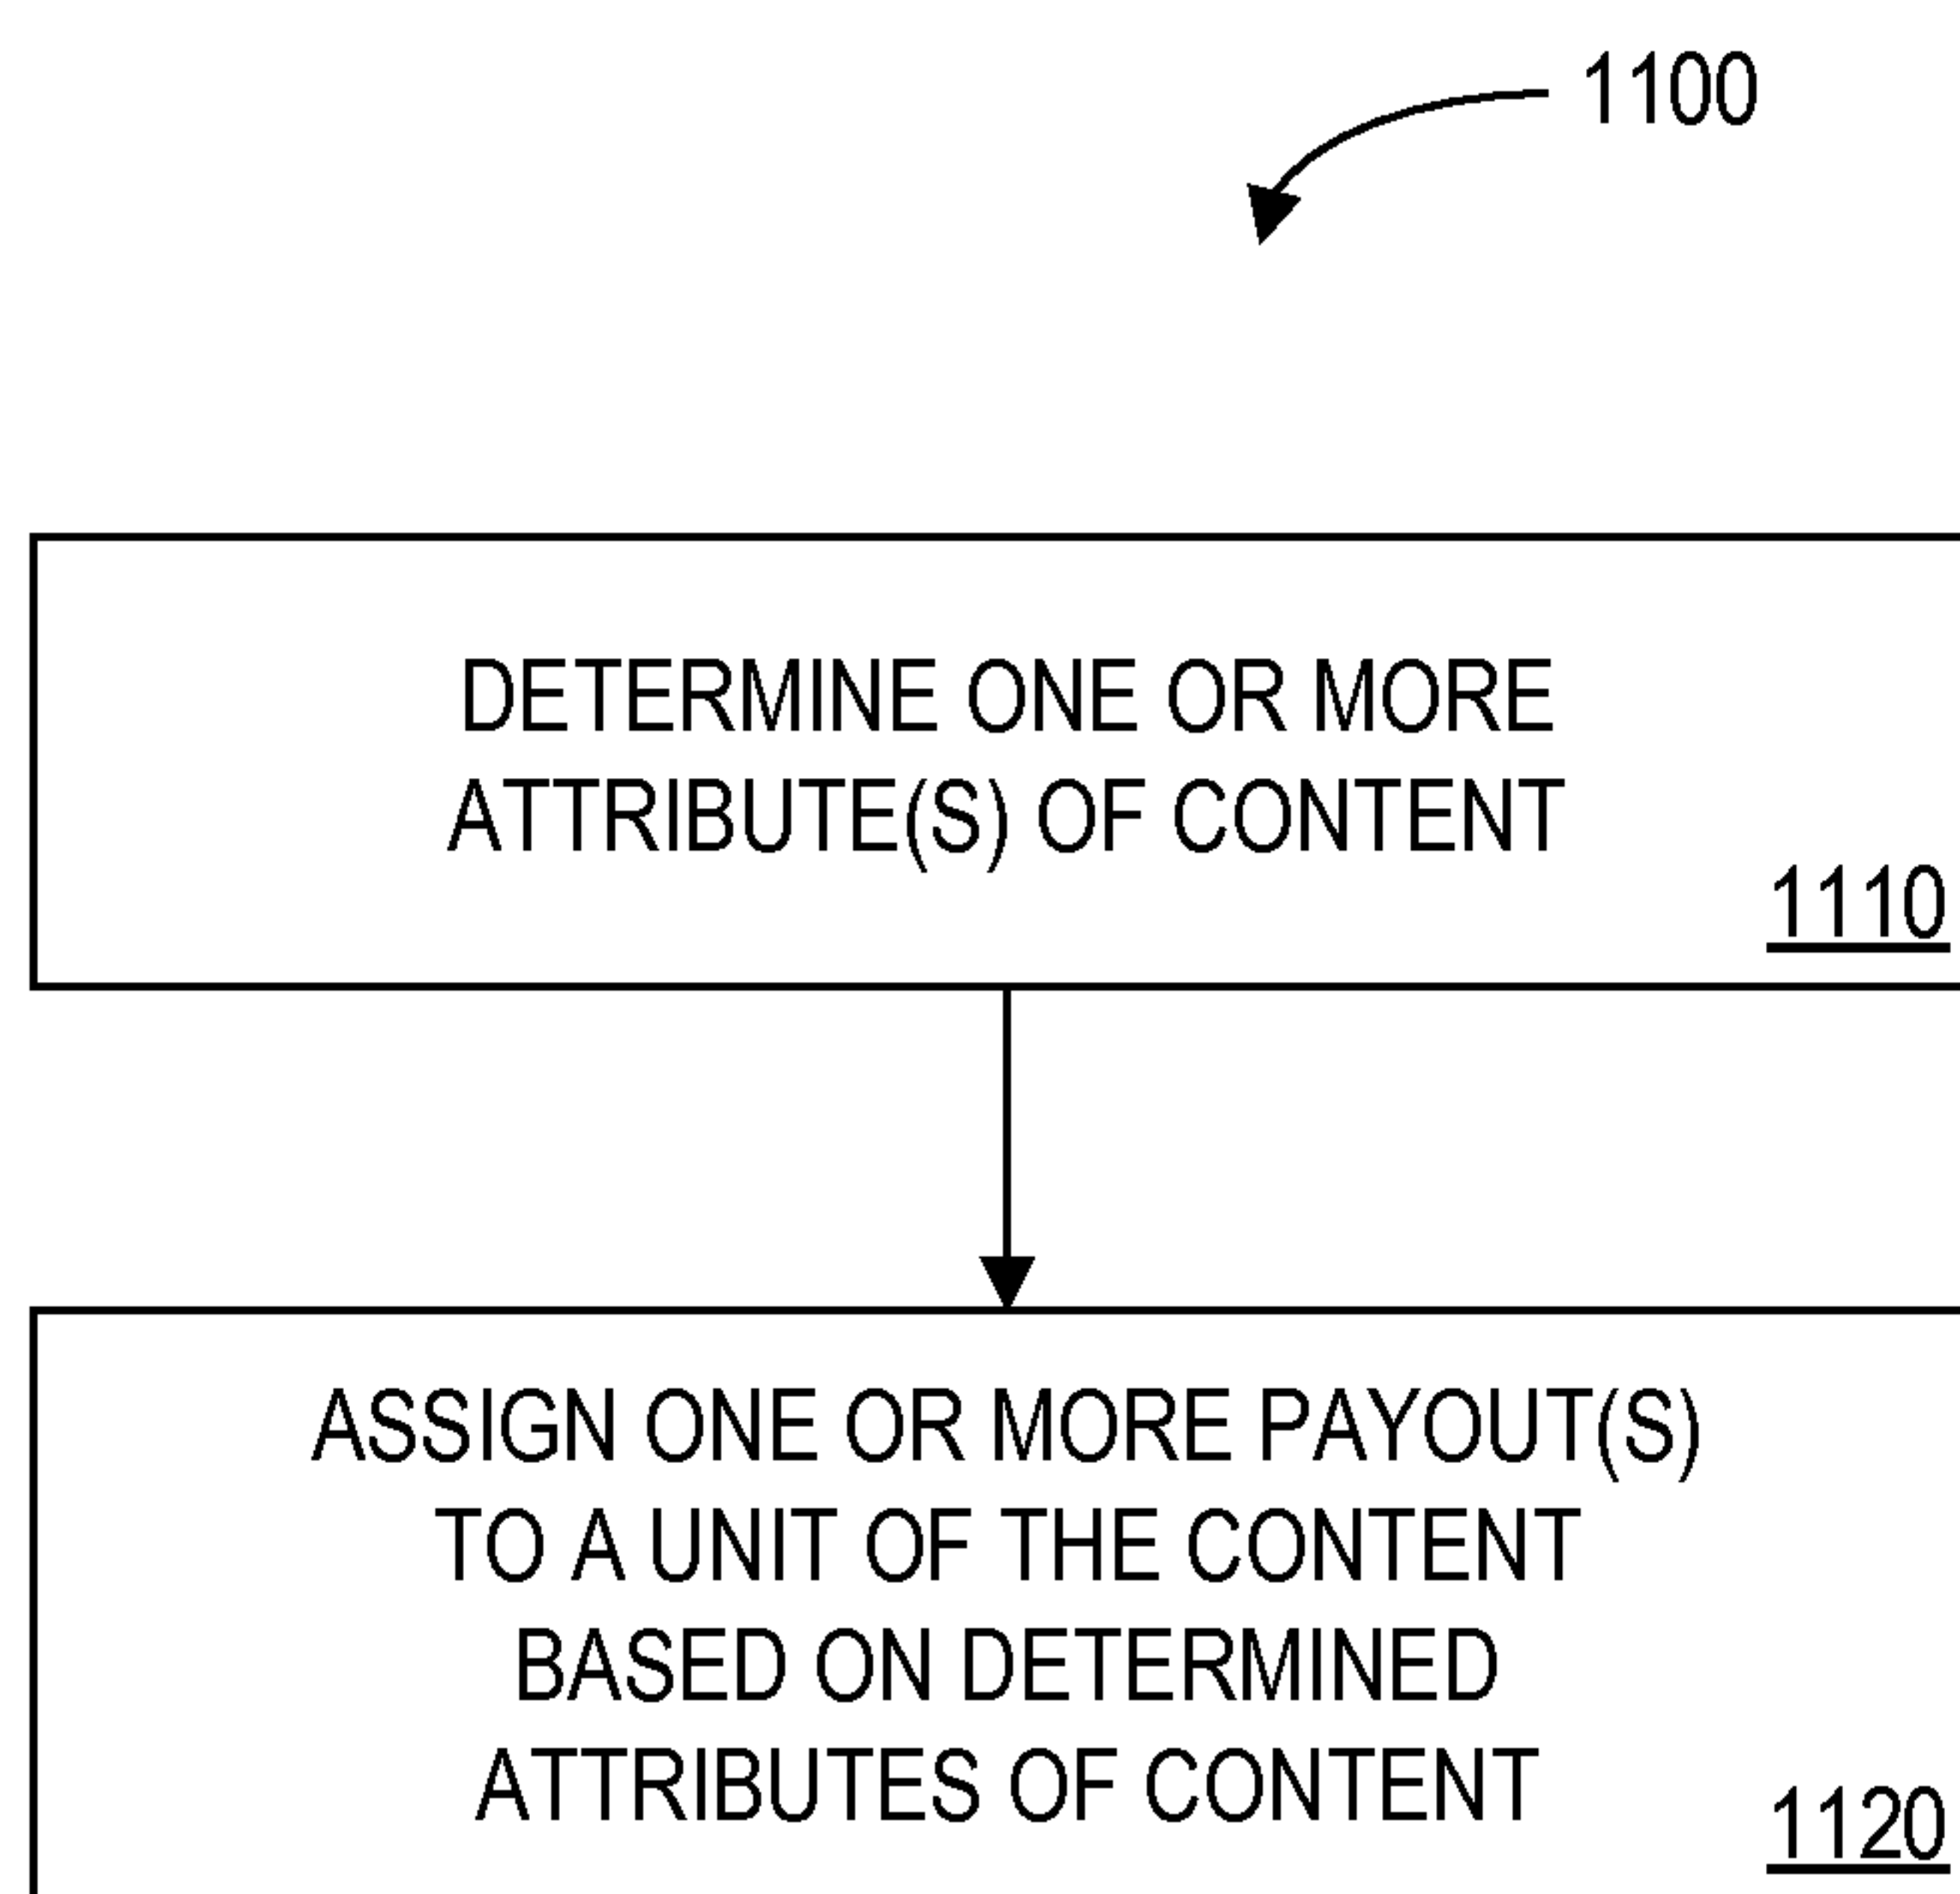 1100
DETERMINE ONE OR MORE
ATTRIBUTE(S) OF CONTENT
1110
ASSIGN ONE OR MORE PAYOUT(S)
TO A UNIT OF THE CONTENT
BASED ON DETERMINED
ATTRIBUTES OF CONTENT
1120